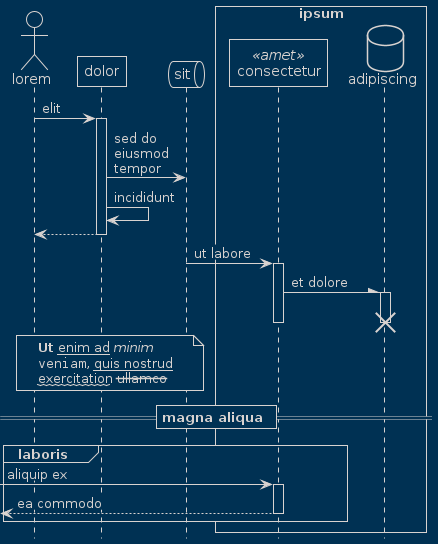 ipsum
lorem
dolor
sit
«amet»
consectetur
adipiscing
elit
sed do
eiusmod
tempor
incididunt
ut labore
et dolore
Ut enim ad minim
veniam, quis nostrud
exercitation ullamco
magna aliqua
laboris
aliquip ex
ea commodo